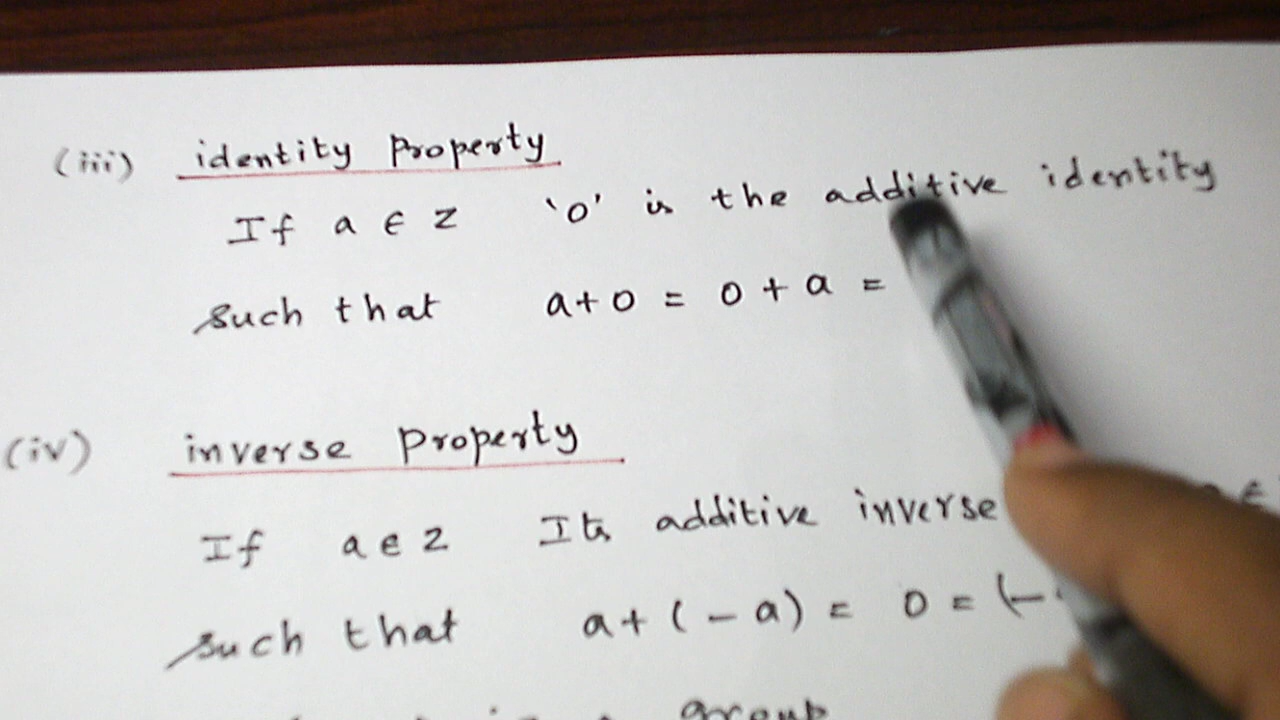 (iii) identity Property
If a ∈ Z '0' is the additive identity
such that a+0 = 0+a =
(iv) inverse Property
If a ∈ Z Its additive inverse
such that a+(-a) = 0 = (-
group